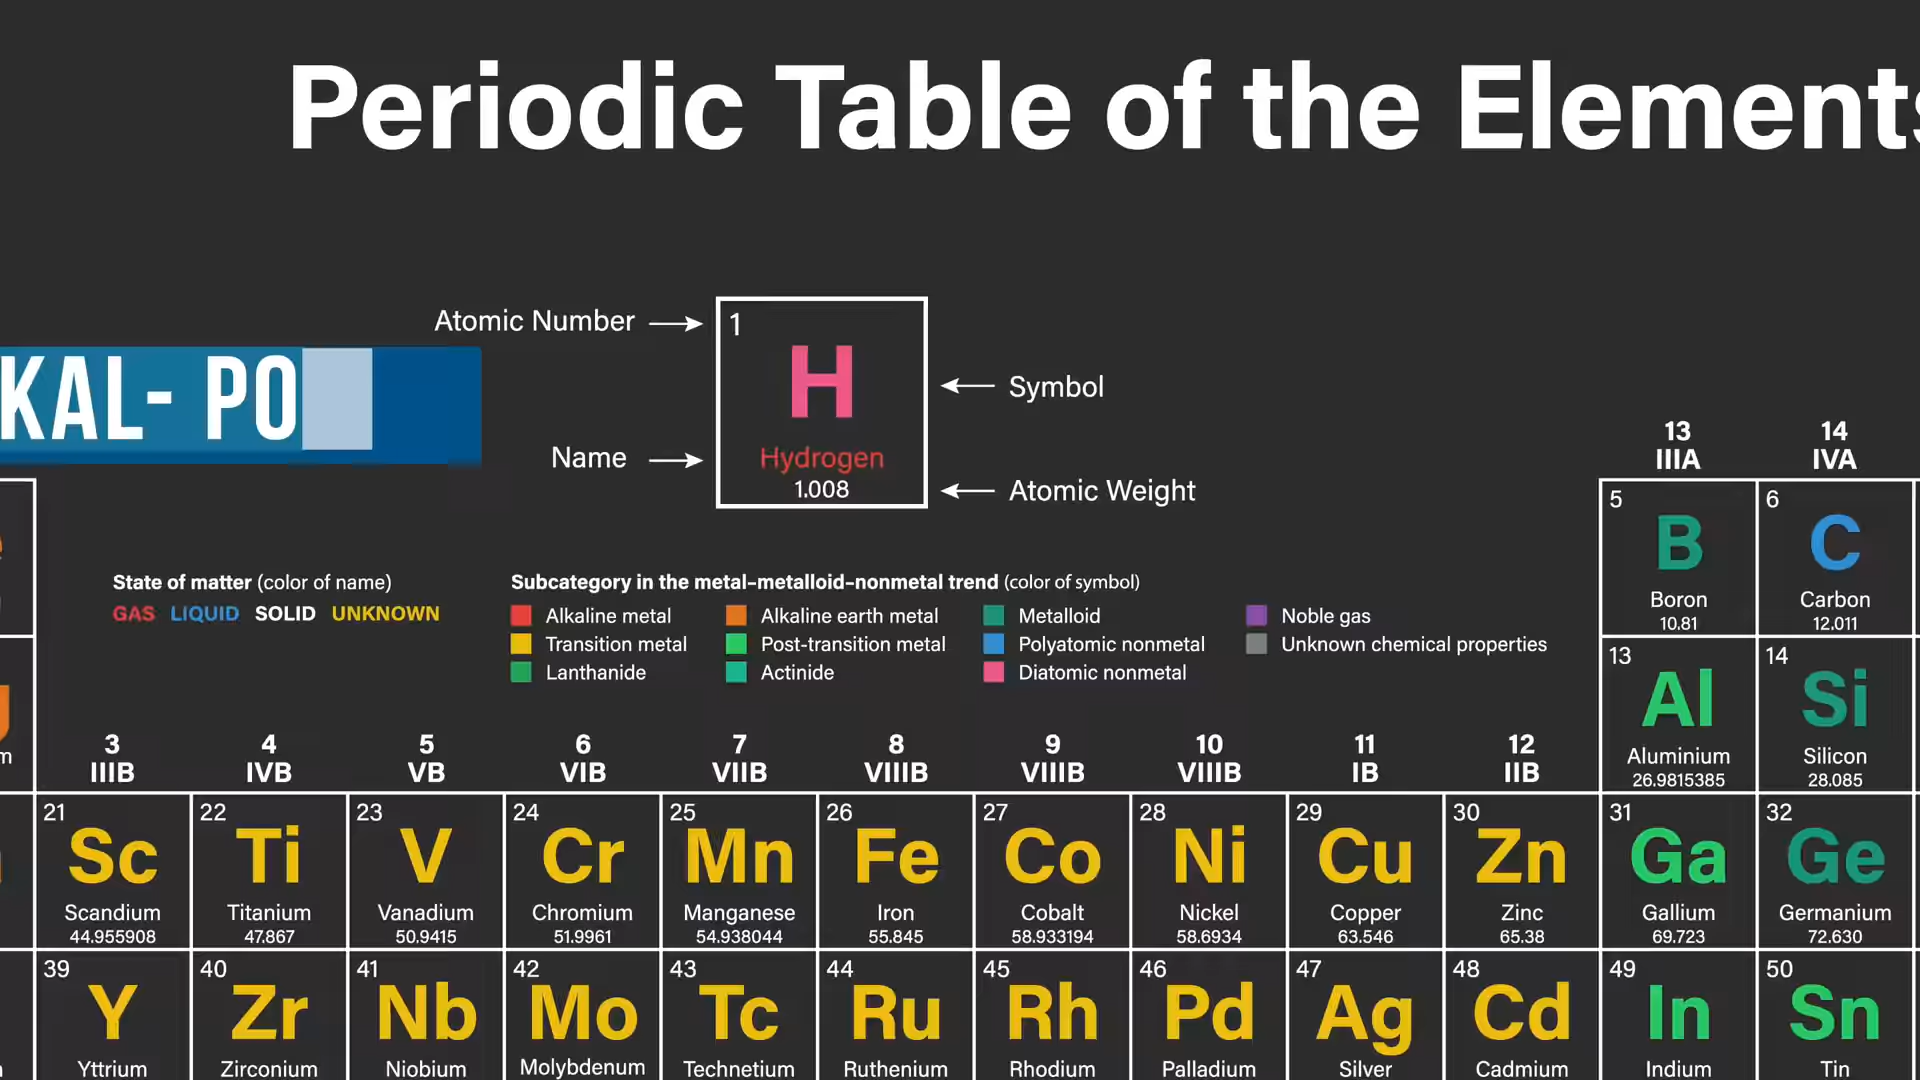 Periodic Table of the Elements
Atomic Number
1
H
Hydrogen
1.008
Symbol
Name
Atomic Weight
KAL- PO
State of matter (color of name)
GAS LIQUID SOLID UNKNOWN
Subcategory in the metal–metalloid–nonmetal trend (color of symbol)
Alkaline metal Alkaline earth metal Metalloid Noble gas
Transition metal Post-transition metal Polyatomic nonmetal Unknown chemical properties
Lanthanide Actinide Diatomic nonmetal
13 14
IIIA IVA
5 6
B C
Boron Carbon
10.81 12.011
13 14
Al Si
Aluminium Silicon
26.9815385 28.085
m
3 4 5 6 7 8 9 10 11 12
IIIB IVB VB VIB VIIB VIIIB VIIIB VIIIB IB IIB
21 22 23 24 25 26 27 28 29 30 31 32
Sc Ti V Cr Mn Fe Co Ni Cu Zn Ga Ge
Scandium Titanium Vanadium Chromium Manganese Iron Cobalt Nickel Copper Zinc Gallium Germanium
44.955908 47.867 50.9415 51.9961 54.938044 55.845 58.933194 58.6934 63.546 65.38 69.723 72.630
39 40 41 42 43 44 45 46 47 48 49 50
Y Zr Nb Mo Tc Ru Rh Pd Ag Cd In Sn
Yttrium Zirconium Niobium Molybdenum Technetium Ruthenium Rhodium Palladium Silver Cadmium Indium Tin